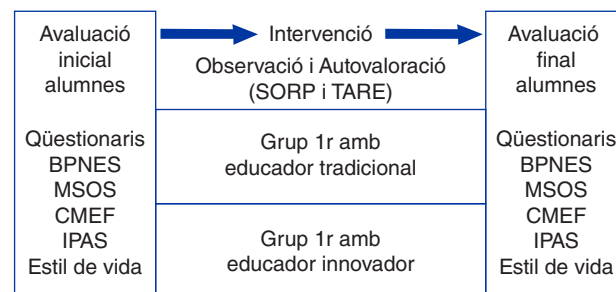 Avaluació
inicial
alumnes
Qüestionaris
BPNES
MSOS
CMEF
IPAS
Estil de vida
Intervenció
Observació i Autovaloració
(SORP i TARE)
Grup 1r amb
educador tradicional
Grup 1r amb
educador innovador
Avaluació
final
alumnes
Qüestionaris
BPNES
MSOS
CMEF
IPAS
Estil de vida